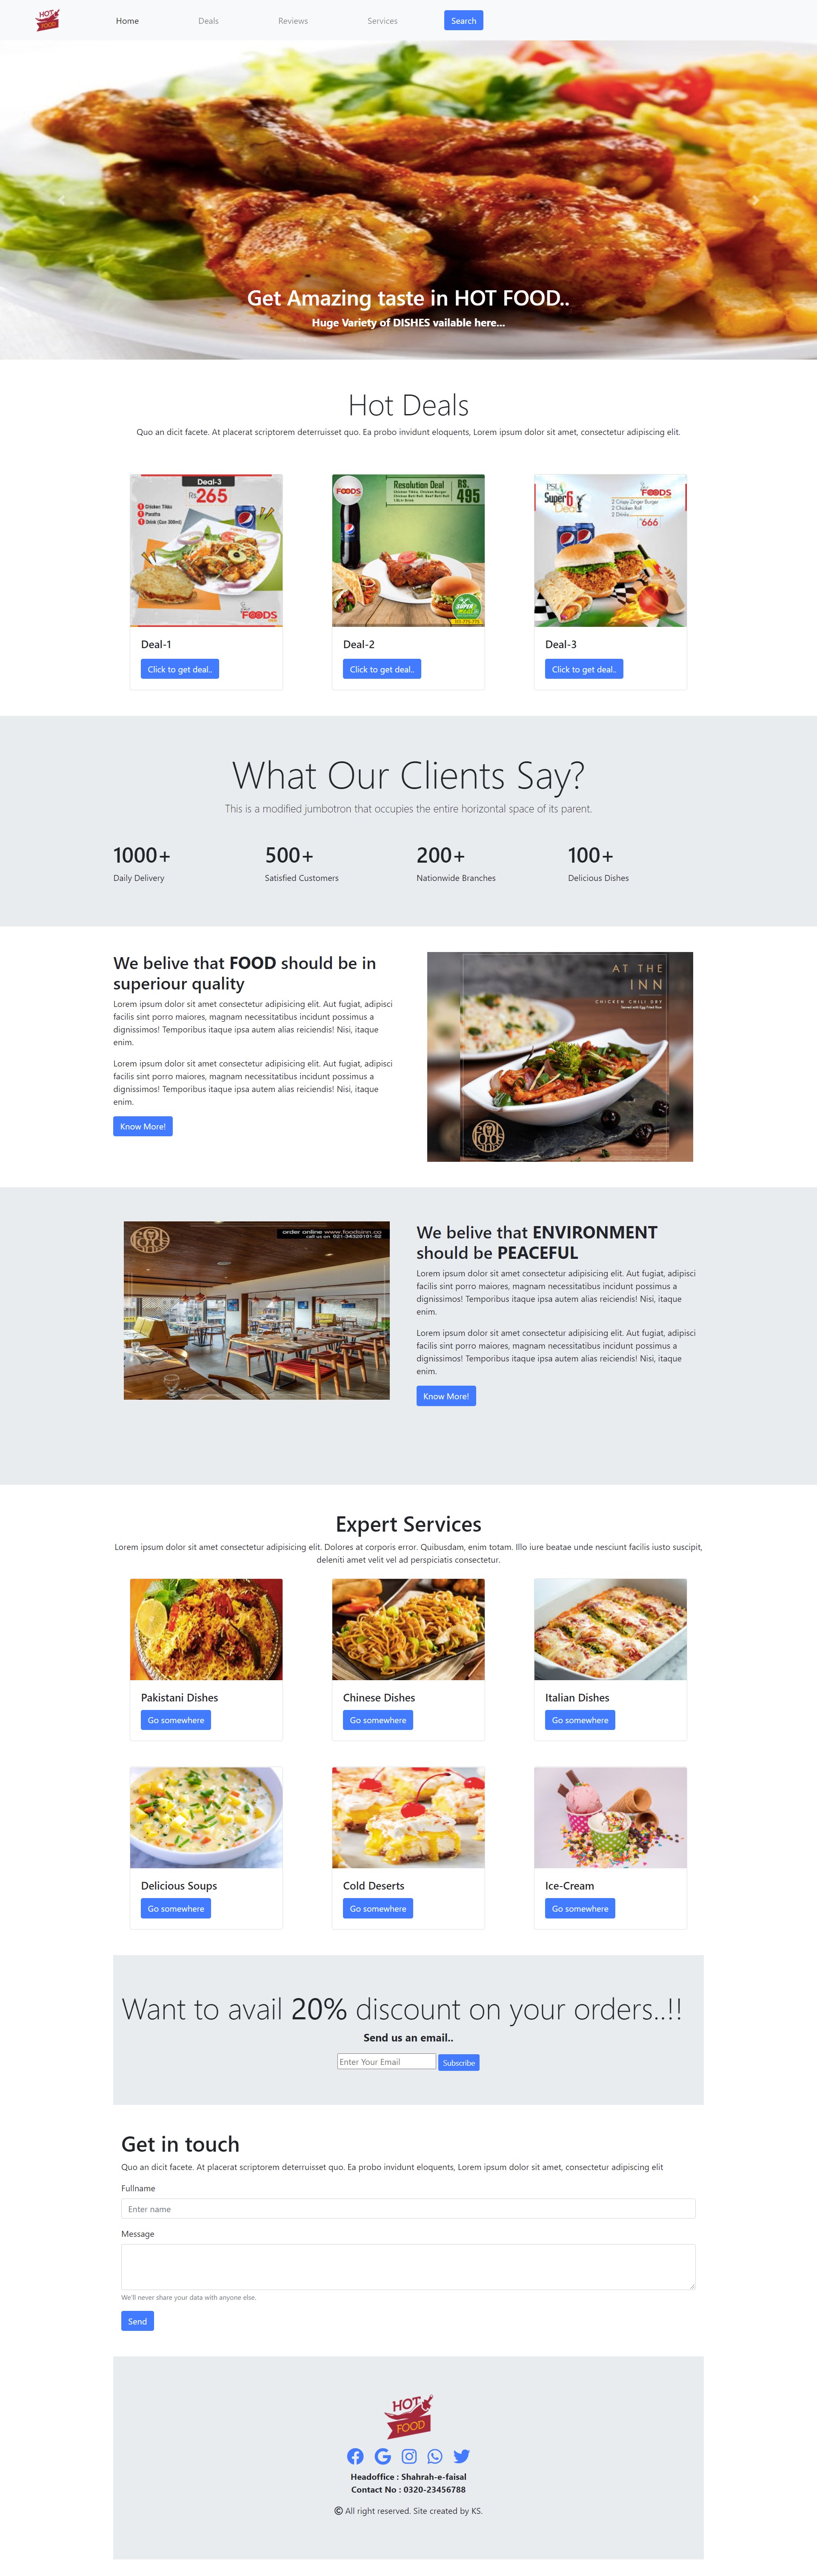 HOT
FOOD
Home
Deals
Reviews
Services
Search
Get Amazing taste in HOT FOOD..
Huge Variety of DISHES vailable here...
Hot Deals
Quo an dicit facete. At placerat scriptorem deterruisset quo. Ea probo invidunt eloquents, Lorem ipsum dolor sit amet, consectetur adipiscing elit.
Deal-3
Rs 265
1 Chicken Tikka
2 Paratha
1 Drink (Can 300ml)
FOODS
Resolution Deal
RS.
495
FOODS
PSL
Super 6
Deal
FOODS
2 Crispy Zinger Burger
2 Chicken Roll
2 Drinks
666
Deal-1
Click to get deal..
Deal-2
Click to get deal..
Deal-3
Click to get deal..
What Our Clients Say?
This is a modified jumbotron that occupies the entire horizontal space of its parent.
1000+
Daily Delivery
500+
Satisfied Customers
200+
Nationwide Branches
100+
Delicious Dishes
We belive that FOOD should be in
superiour quality
Lorem ipsum dolor sit amet consectetur adipisicing elit. Aut fugiat, adipisci
facilis sint porro maiores, magnam necessitatibus incidunt possimus a
dignissimos! Temporibus itaque ipsa autem alias reiciendis! Nisi, itaque
enim.
Lorem ipsum dolor sit amet consectetur adipisicing elit. Aut fugiat, adipisci
facilis sint porro maiores, magnam necessitatibus incidunt possimus a
dignissimos! Temporibus itaque ipsa autem alias reiciendis! Nisi, itaque
enim.
Know More!
AT THE
INN
CHICKEN CHILI DRY
Served with Egg Fried Rice
order online www.foodsinn.co
call us on 021-34320101-02
We belive that ENVIRONMENT
should be PEACEFUL
Lorem ipsum dolor sit amet consectetur adipisicing elit. Aut fugiat, adipisci
facilis sint porro maiores, magnam necessitatibus incidunt possimus a
dignissimos! Temporibus itaque ipsa autem alias reiciendis! Nisi, itaque
enim.
Lorem ipsum dolor sit amet consectetur adipisicing elit. Aut fugiat, adipisci
facilis sint porro maiores, magnam necessitatibus incidunt possimus a
dignissimos! Temporibus itaque ipsa autem alias reiciendis! Nisi, itaque
enim.
Know More!
Expert Services
Lorem ipsum dolor sit amet consectetur adipisicing elit. Dolores at corporis error. Quibusdam, enim totam. Illo iure beatae unde nesciunt facilis iusto suscipit,
deleniti amet velit vel ad perspiciatis consectetur.
Pakistani Dishes
Go somewhere
Chinese Dishes
Go somewhere
Italian Dishes
Go somewhere
Delicious Soups
Go somewhere
Cold Deserts
Go somewhere
Ice-Cream
Go somewhere
Want to avail 20% discount on your orders..!!
Send us an email..
Enter Your Email
Subscribe
Get in touch
Quo an dicit facete. At placerat scriptorem deterruisset quo. Ea probo invidunt eloquents, Lorem ipsum dolor sit amet, consectetur adipiscing elit
Fullname
Enter name
Message
We'll never share your data with anyone else.
Send
HOT
FOOD
Headoffice : Shahrah-e-faisal
Contact No : 0320-23456788
© All right reserved. Site created by KS.